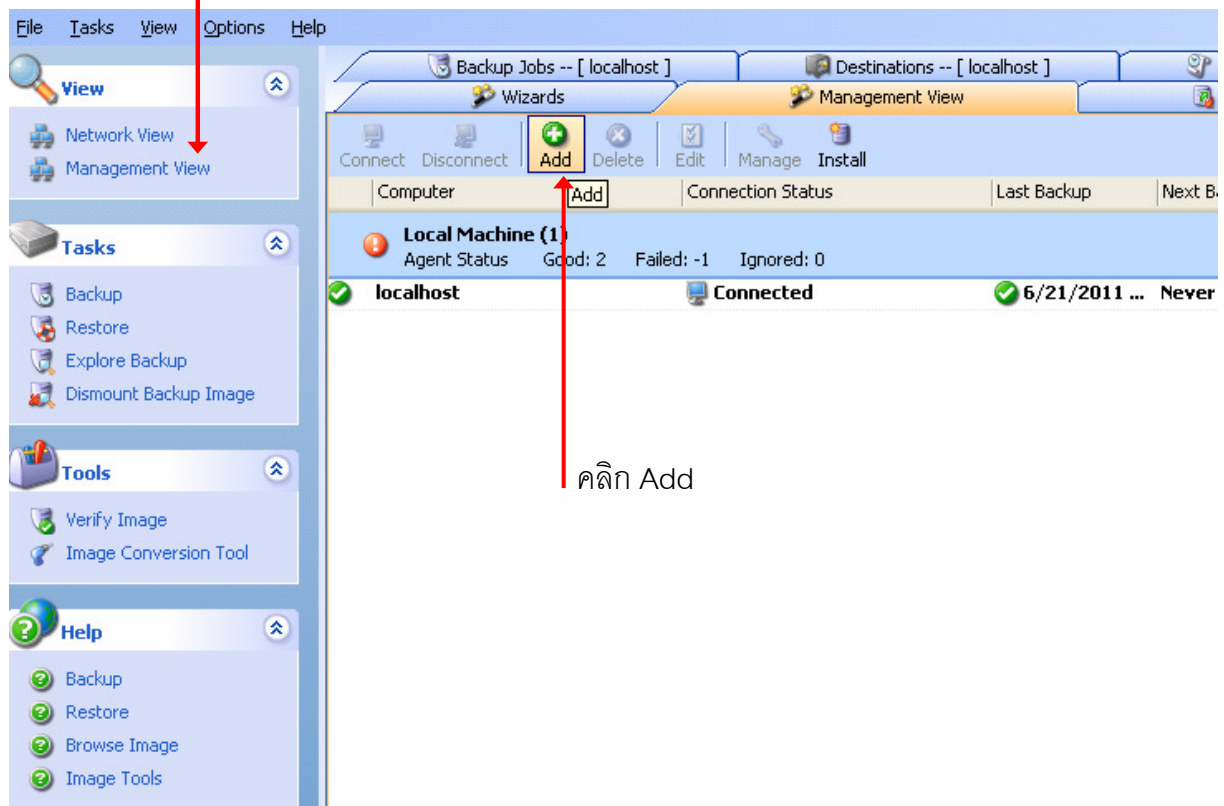 File Tasks View Options Help
View
Network View
Management View
Tasks
Backup
Restore
Explore Backup
Dismount Backup Image
Tools
Verify Image
Image Conversion Tool
Help
Backup
Restore
Browse Image
Image Tools
Backup Jobs -- [ localhost ] Destinations -- [ localhost ]
Wizards Management View
Connect Disconnect Add Delete Edit Manage Install
Computer Connection Status Last Backup Next B
Add
Local Machine (1)
Agent Status Good: 2 Failed: -1 Ignored: 0
localhost Connected 6/21/2011 ... Never
คลิก Add